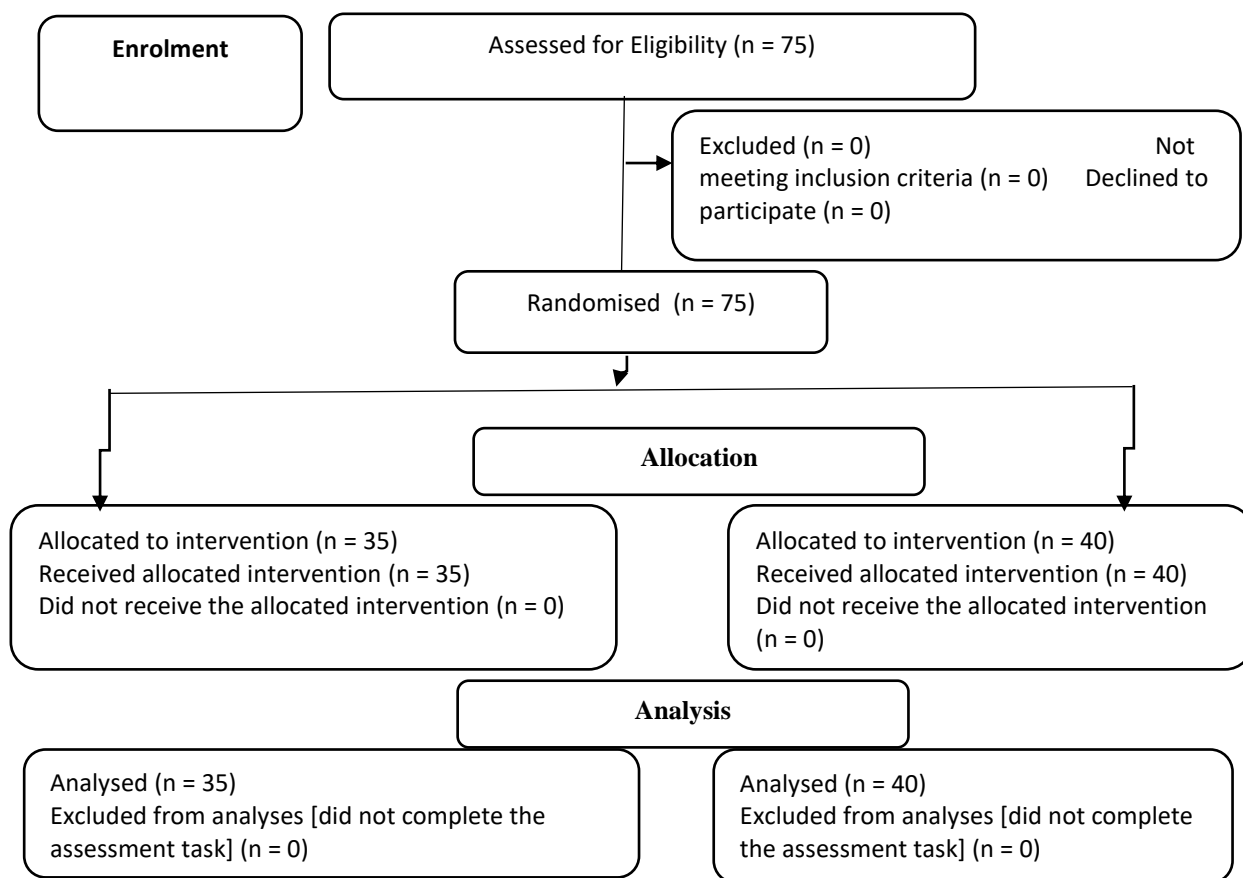 Enrolment
Assessed for Eligibility (n = 75)
Excluded (n = 0) Not
meeting inclusion criteria (n = 0) Declined to
participate (n = 0)
Randomised (n = 75)
Allocation
Allocated to intervention (n = 35)
Received allocated intervention (n = 35)
Did not receive the allocated intervention (n = 0)
Allocated to intervention (n = 40)
Received allocated intervention (n = 40)
Did not receive the allocated intervention
(n = 0)
Analysis
Analysed (n = 35)
Excluded from analyses [did not complete the
assessment task] (n = 0)
Analysed (n = 40)
Excluded from analyses [did not complete
the assessment task] (n = 0)